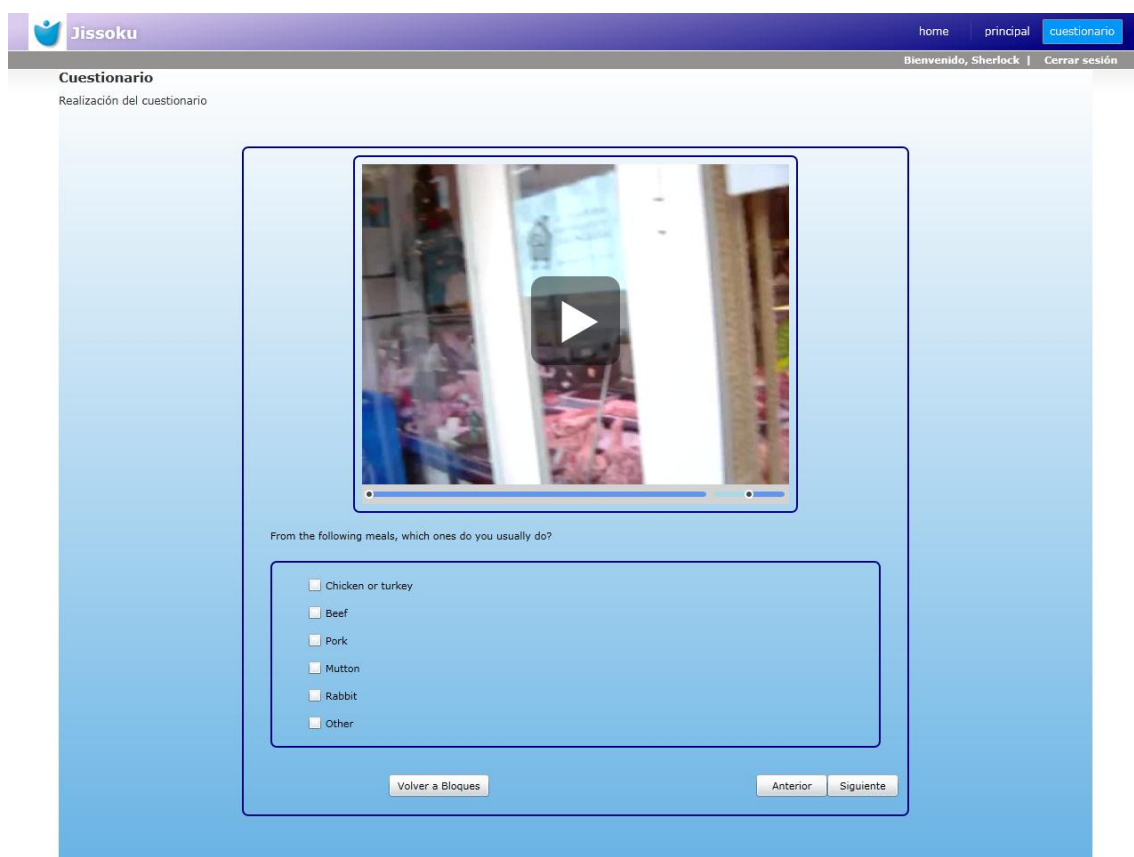 Jissoku
home principal cuestionario
Bienvenido, Sherlock | Cerrar sesión
Cuestionario
Realización del cuestionario
From the following meals, which ones do you usually do?
Chicken or turkey
Beef
Pork
Mutton
Rabbit
Other
Volver a Bloques Anterior Siguiente